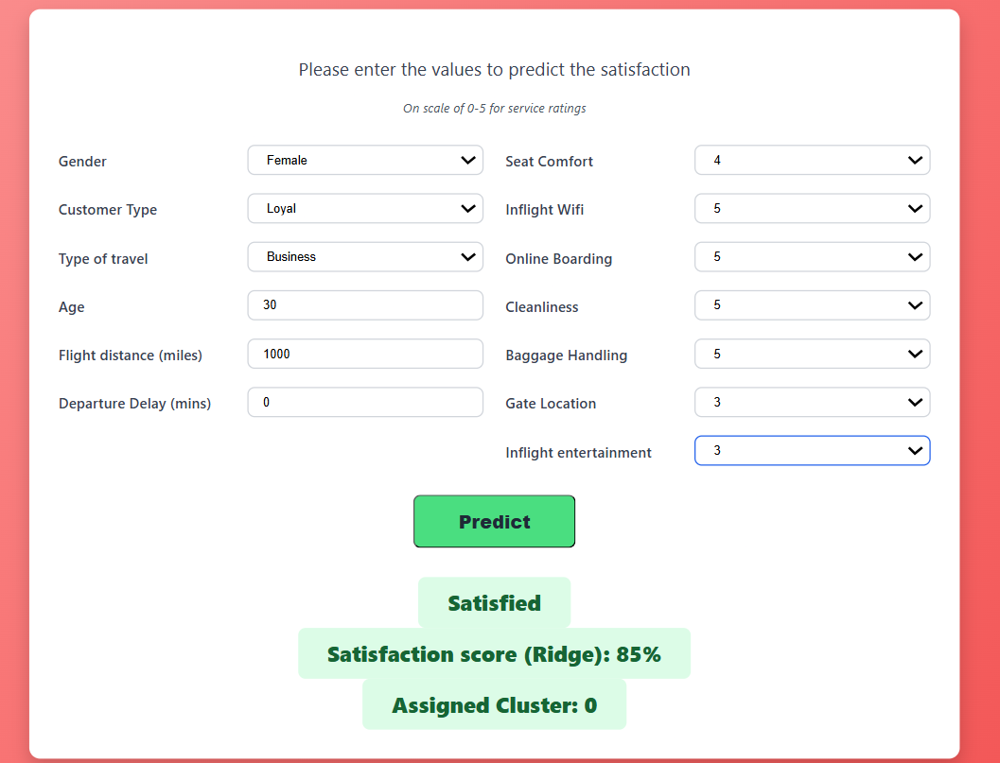 Please enter the values to predict the satisfaction
On scale of 0-5 for service ratings
Gender Female
Customer Type Loyal
Type of travel Business
Age 30
Flight distance (miles) 1000
Departure Delay (mins) 0
Seat Comfort 4
Inflight Wifi 5
Online Boarding 5
Cleanliness 5
Baggage Handling 5
Gate Location 3
Inflight entertainment 3
Predict
Satisfied
Satisfaction score (Ridge): 85%
Assigned Cluster: 0